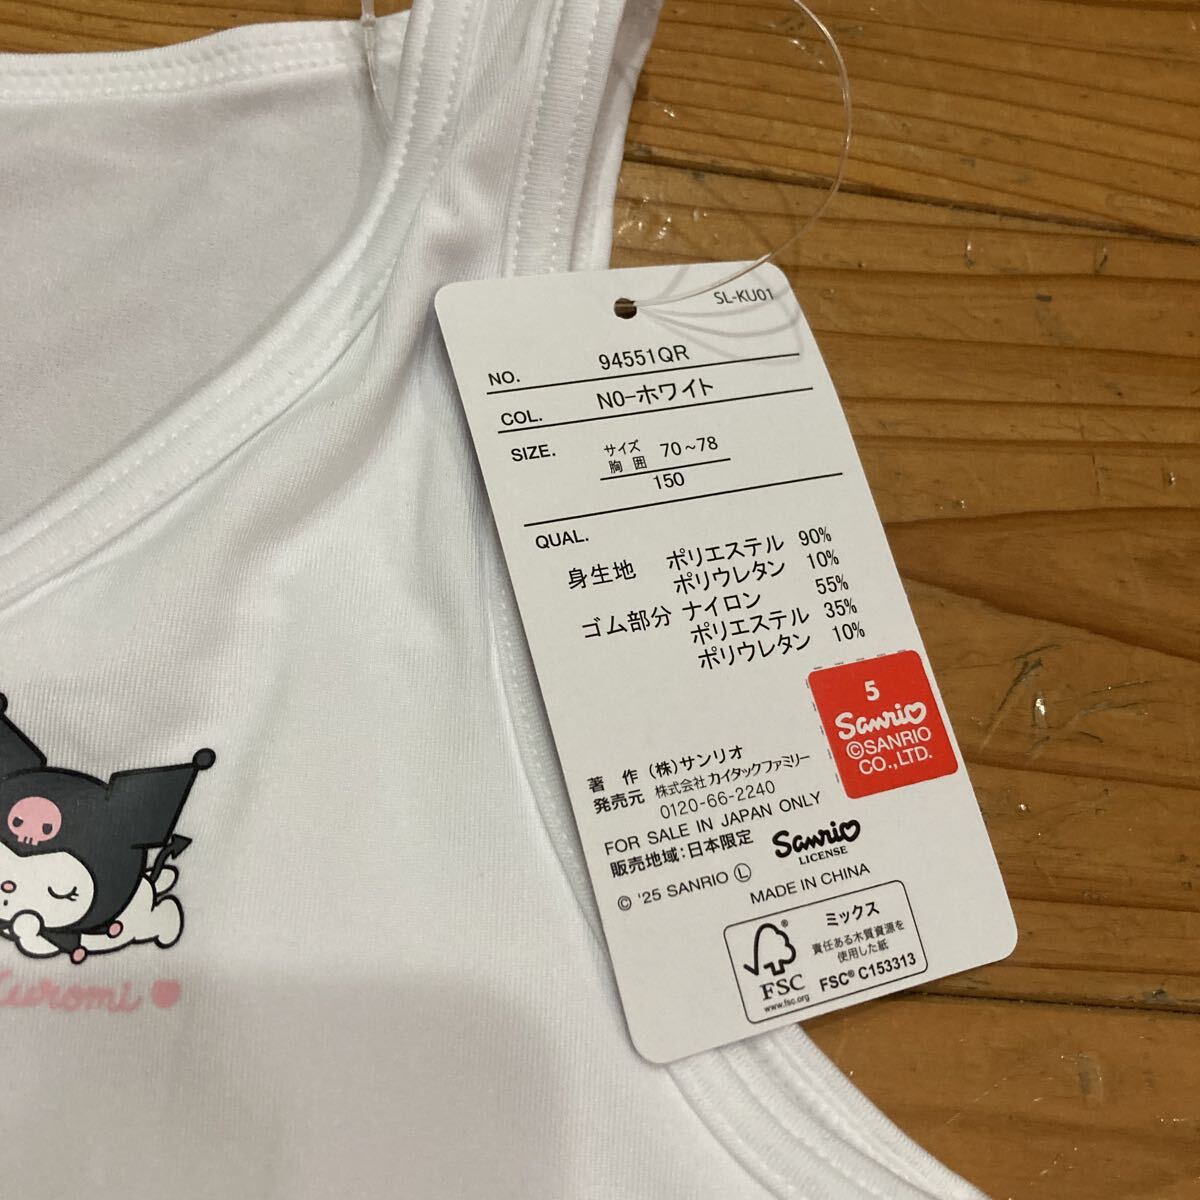 SL-KU01
NO. 94551QR
COL. N0-ホワイト
SIZE. サイズ
胸囲 70~78
150
QUAL.
身生地 ポリエステル 90%
ポリウレタン 10%
ゴム部分 ナイロン 55%
ポリエステル 35%
ポリウレタン 10%
5
Sanrio
©SANRIO
CO.,LTD.
著作 (株)サンリオ
発売元 株式会社 カイタックファミリー
0120-66-2240
FOR SALE IN JAPAN ONLY
販売地域:日本限定
Sanrio
LICENSE
© '25 SANRIO Ⓛ
MADE IN CHINA
FSC
www.fsc.org
ミックス
責任ある木質資源を
使用した紙
FSC® C153313
Kuromi